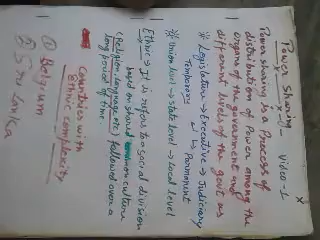 Power Sharing Video-1
Power sharing is a Process of
distribution of Power among the
organs of the government and
different levels of the govt as
* Legislature → Executive → Judiciary
Temporary Permanent
* Union level → State level → Local level
Ethnic → It is refers to a social division
based on shared culture
(Religion, language etc) followed over a
long period of time.
Countries with
Ethnic complexity
① Belgium
② Sri Lanka